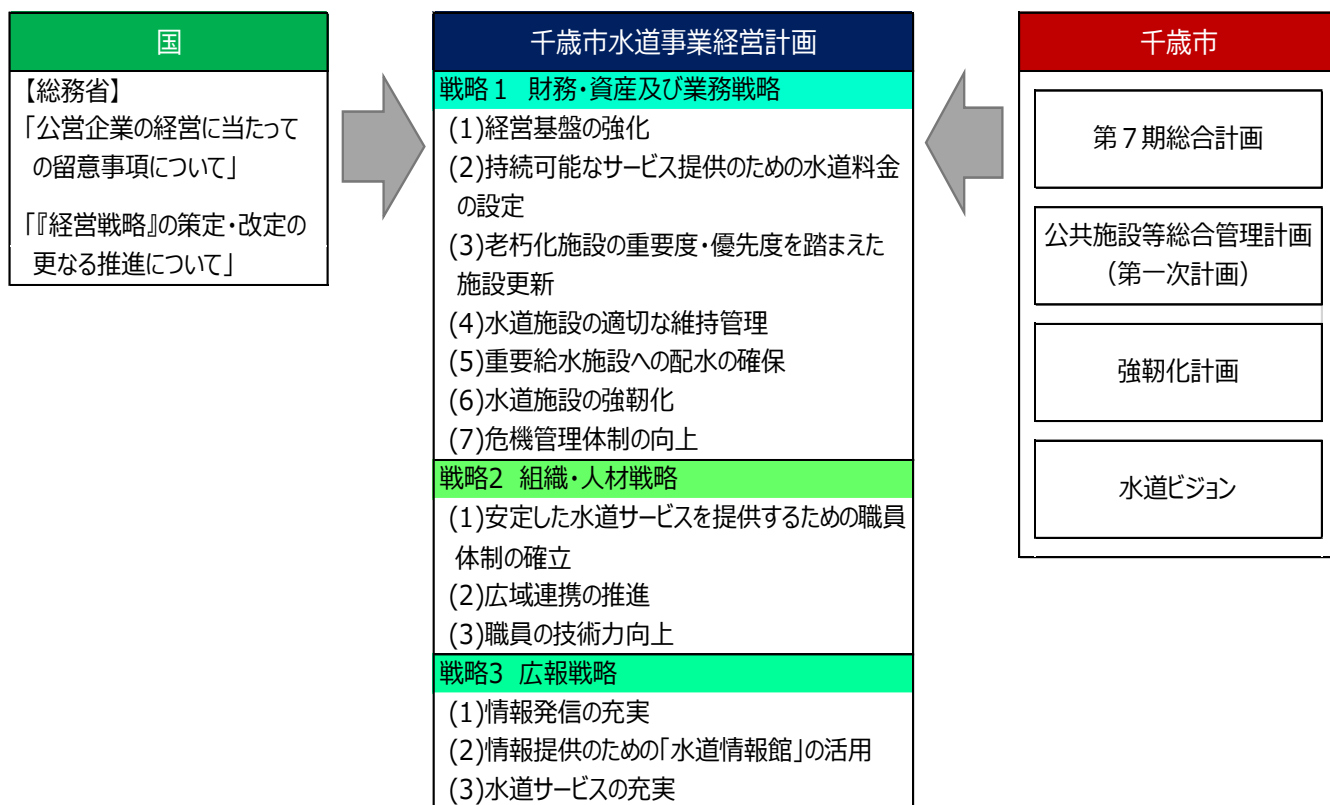 国
【総務省】
「公営企業の経営に当たって
の留意事項について」
「『経営戦略』の策定・改定の
更なる推進について」
千歳市水道事業経営計画
戦略１ 財務・資産及び業務戦略
(1)経営基盤の強化
(2)持続可能なサービス提供のための水道料金
の設定
(3)老朽化施設の重要度・優先度を踏まえた
施設更新
(4)水道施設の適切な維持管理
(5)重要給水施設への配水の確保
(6)水道施設の強靭化
(7)危機管理体制の向上
戦略2 組織・人材戦略
(1)安定した水道サービスを提供するための職員
体制の確立
(2)広域連携の推進
(3)職員の技術力向上
戦略3 広報戦略
(1)情報発信の充実
(2)情報提供のための「水道情報館」の活用
(3)水道サービスの充実
千歳市
第７期総合計画
公共施設等総合管理計画
（第一次計画）
強靭化計画
水道ビジョン